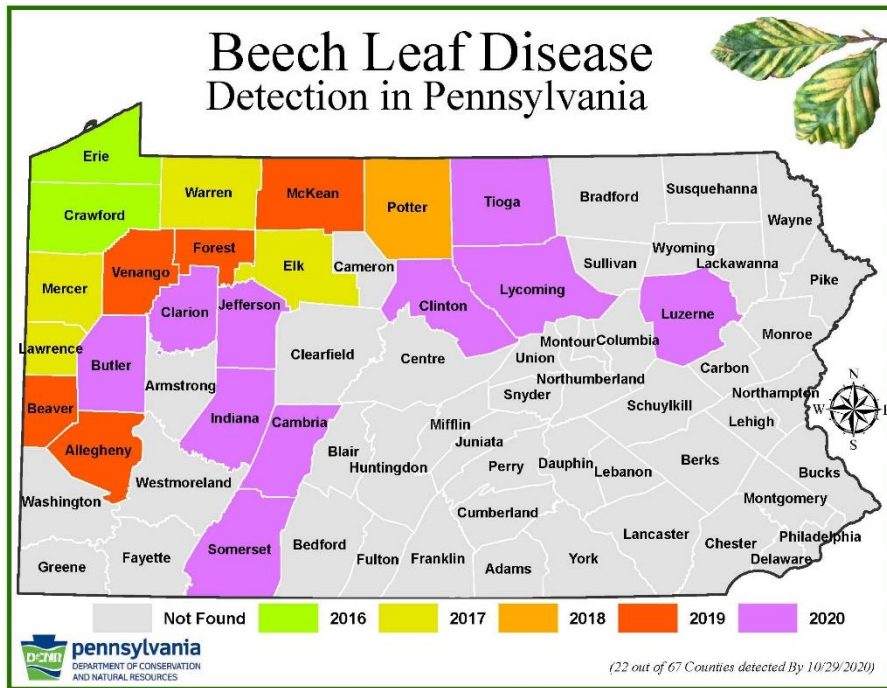 Beech Leaf Disease
Detection in Pennsylvania
Erie
Warren
McKean
Potter
Tioga
Bradford
Susquehanna
Wayne
Crawford
Forest
Venango
Elk
Cameron
Sullivan
Wyoming
Lackawanna
Pike
Mercer
Clarion
Jefferson
Clinton
Lycoming
Luzerne
Lawrence
Butler
Clearfield
Centre
Montour
Columbia
Union
Monroe
Carbon
Armstrong
Northumberland
Snyder
Northampton
Beaver
Indiana
Cambria
Mifflin
Schuylkill
Lehigh
Allegheny
Blair
Juniata
Huntingdon
Perry
Dauphin
Lebanon
Berks
Bucks
Westmoreland
Washington
Cumberland
Montgomery
Greene
Fayette
Somerset
Bedford
Fulton
Franklin
Adams
York
Lancaster
Chester
Philadelphia
Delaware
N
W E
S
Not Found 2016 2017 2018 2019 2020
DCNR
pennsylvania
DEPARTMENT OF CONSERVATION
AND NATURAL RESOURCES
(22 out of 67 Counties detected By 10/29/2020)